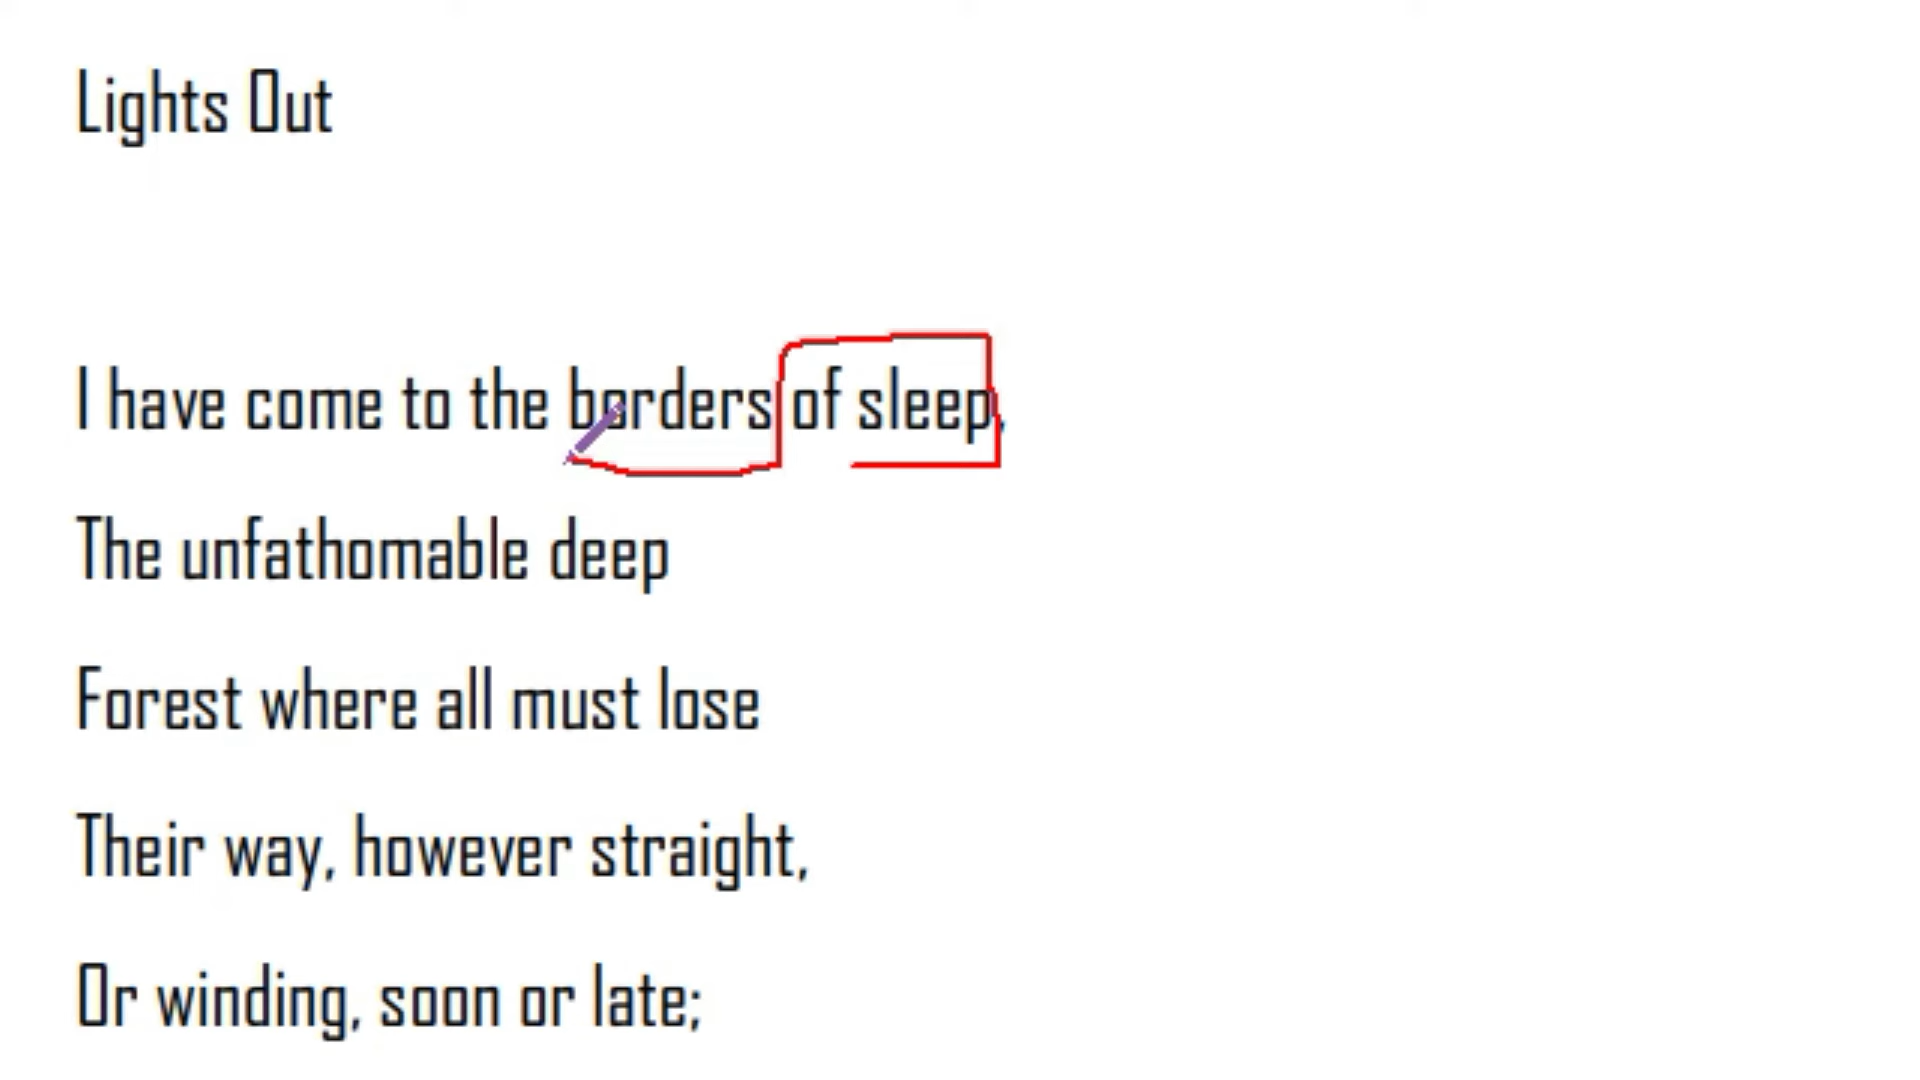 Lights Out
I have come to the borders of sleep,
The unfathomable deep
Forest where all must lose
Their way, however straight,
Or winding, soon or late;